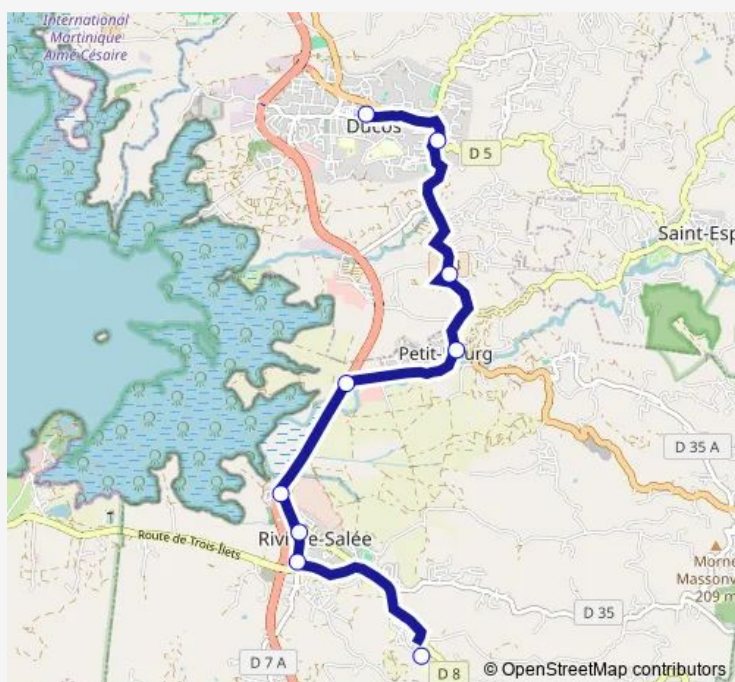 International
Martinique
Aimé Césaire
Ducos
D 5
Saint-Esp
Petit-
urg
D 35 A
Route de Trois-Îlets
Rivi
e-Salée
Morne
Massonv
209 m
D 35
D 7 A
D 8
© OpenStreetMap contributors